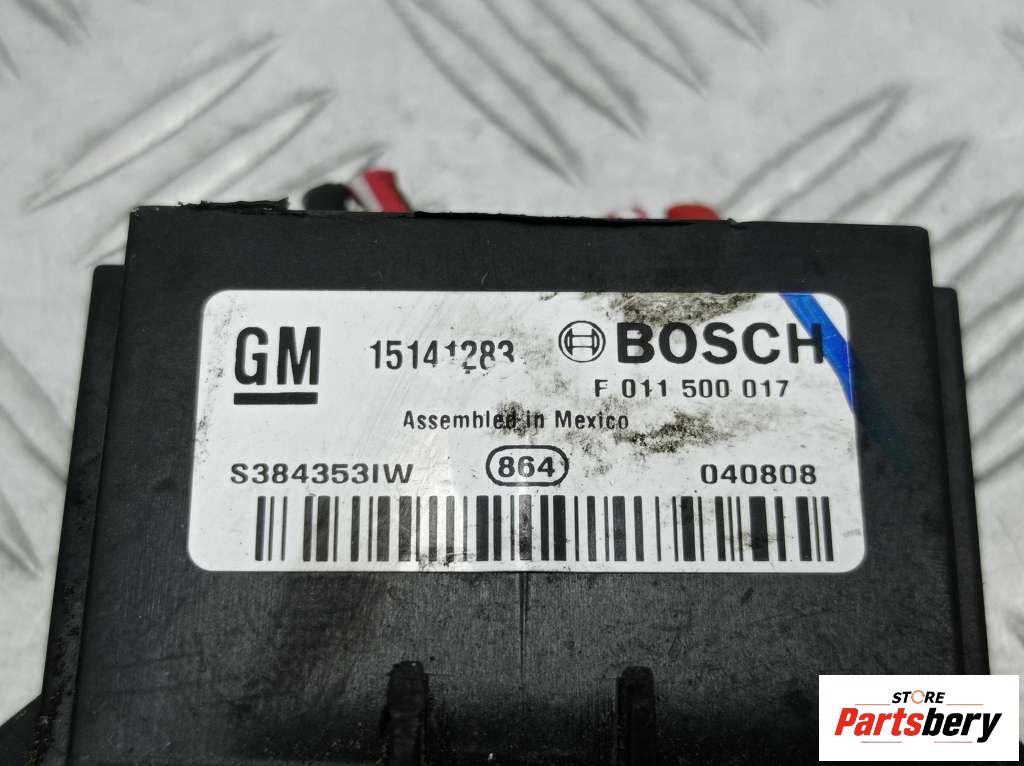 GM 15141283 BOSCH
F 011 500 017
Assembled in Mexico
S384353IW 864 040808
STORE
Partsbery